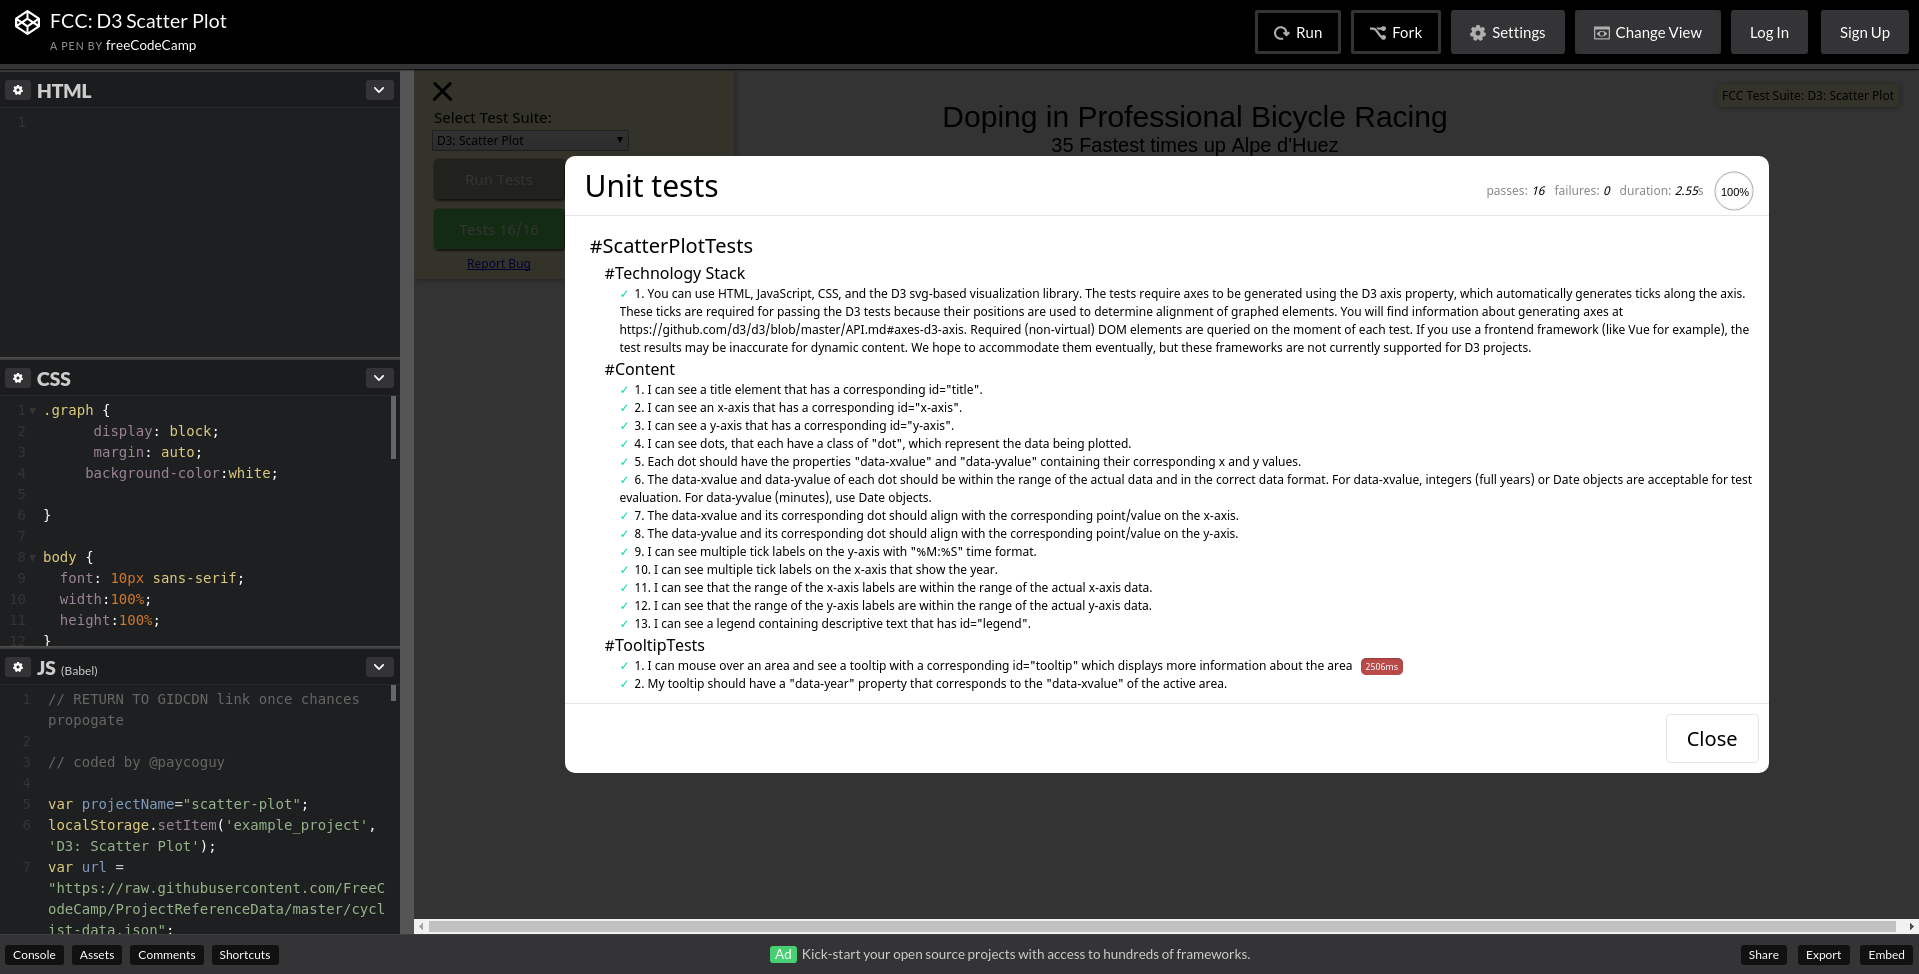 FCC: D3 Scatter Plot
A PEN BY freeCodeCamp
Run
Fork
Settings
Change View
Log In
Sign Up
HTML
1
CSS
1 .graph {
2 display: block;
3 margin: auto;
4 background-color:white;
5
6 }
7
8 body {
9 font: 10px sans-serif;
10 width:100%;
11 height:100%;
12 }
JS (Babel)
1 // RETURN TO GIDCDN link once chances
propogate
2
3 // coded by @paycoguy
4
5 var projectName="scatter-plot";
6 localStorage.setItem('example_project',
'D3: Scatter Plot');
7 var url =
"https://raw.githubusercontent.com/FreeC
odeCamp/ProjectReferenceData/master/cycl
ist-data.json";
Select Test Suite:
D3: Scatter Plot
Run Tests
Tests 16/16
Report Bug
Doping in Professional Bicycle Racing
35 Fastest times up Alpe d'Huez
FCC Test Suite: D3: Scatter Plot
Unit tests
passes: 16 failures: 0 duration: 2.55s 100%
#ScatterPlotTests
#Technology Stack
✓ 1. You can use HTML, JavaScript, CSS, and the D3 svg-based visualization library. The tests require axes to be generated using the D3 axis property, which automatically generates ticks along the axis.
These ticks are required for passing the D3 tests because their positions are used to determine alignment of graphed elements. You will find information about generating axes at
https://github.com/d3/d3/blob/master/API.md#axes-d3-axis. Required (non-virtual) DOM elements are queried on the moment of each test. If you use a frontend framework (like Vue for example), the
test results may be inaccurate for dynamic content. We hope to accommodate them eventually, but these frameworks are not currently supported for D3 projects.
#Content
✓ 1. I can see a title element that has a corresponding id="title".
✓ 2. I can see an x-axis that has a corresponding id="x-axis".
✓ 3. I can see a y-axis that has a corresponding id="y-axis".
✓ 4. I can see dots, that each have a class of "dot", which represent the data being plotted.
✓ 5. Each dot should have the properties "data-xvalue" and "data-yvalue" containing their corresponding x and y values.
✓ 6. The data-xvalue and data-yvalue of each dot should be within the range of the actual data and in the correct data format. For data-xvalue, integers (full years) or Date objects are acceptable for test
evaluation. For data-yvalue (minutes), use Date objects.
✓ 7. The data-xvalue and its corresponding dot should align with the corresponding point/value on the x-axis.
✓ 8. The data-yvalue and its corresponding dot should align with the corresponding point/value on the y-axis.
✓ 9. I can see multiple tick labels on the y-axis with "%M:%S" time format.
✓ 10. I can see multiple tick labels on the x-axis that show the year.
✓ 11. I can see that the range of the x-axis labels are within the range of the actual x-axis data.
✓ 12. I can see that the range of the y-axis labels are within the range of the actual y-axis data.
✓ 13. I can see a legend containing descriptive text that has id="legend".
#TooltipTests
✓ 1. I can mouse over an area and see a tooltip with a corresponding id="tooltip" which displays more information about the area 2506ms
✓ 2. My tooltip should have a "data-year" property that corresponds to the "data-xvalue" of the active area.
Close
Console
Assets
Comments
Shortcuts
Ad Kick-start your open source projects with access to hundreds of frameworks.
Share
Export
Embed